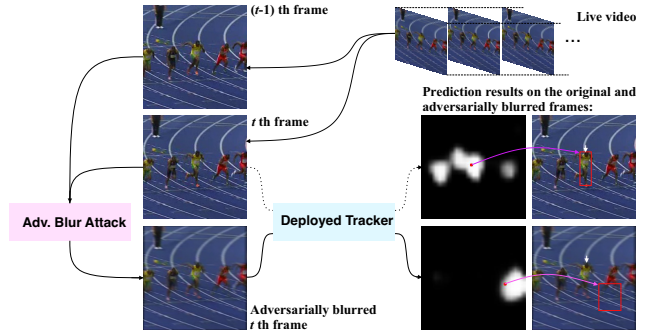 (t-1) th frame
Live video
...
Prediction results on the original and
adversarially blurred frames:
t th frame
Adv. Blur Attack
Deployed Tracker
Adversarially blurred
t th frame